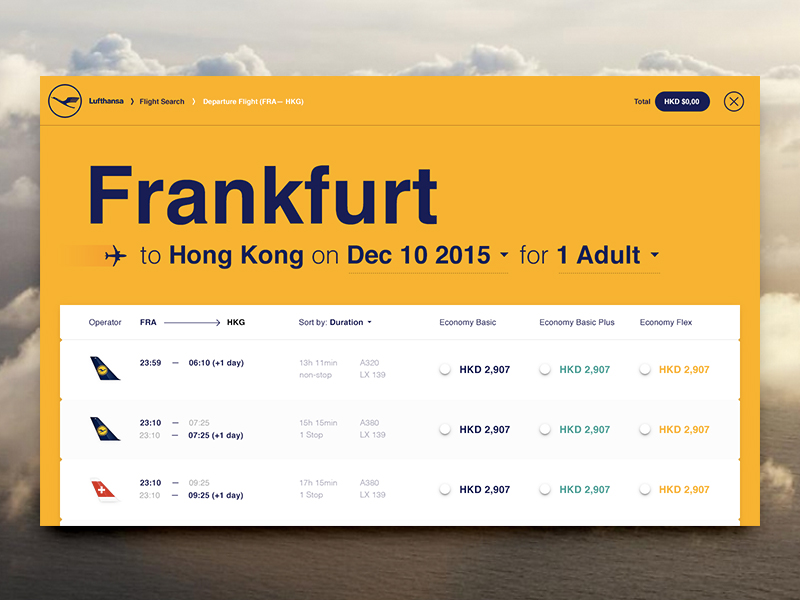 Lufthansa › Flight Search › Departure Flight (FRA— HKG) Total HKD $0,00
Frankfurt
to Hong Kong on Dec 10 2015 for 1 Adult
Operator FRA HKG Sort by: Duration Economy Basic Economy Basic Plus Economy Flex
23:59 — 06:10 (+1 day) 13h 11min A320
non-stop LX 139
HKD 2,907 HKD 2,907 HKD 2,907
23:10 — 07:25 15h 15min A380
23:10 — 07:25 (+1 day) 1 Stop LX 139
HKD 2,907 HKD 2,907 HKD 2,907
23:10 — 09:25 17h 15min A380
23:10 — 09:25 (+1 day) 1 Stop LX 139
HKD 2,907 HKD 2,907 HKD 2,907